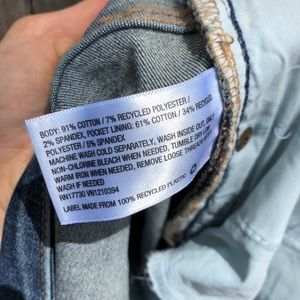 BODY: 91% COTTON / 7% RECYCLED POLYESTER /
2% SPANDEX, POCKET LINING: 61% COTTON / 34% RECYCLED
POLYESTER / 5% SPANDEX
MACHINE WASH COLD SEPARATELY, WASH INSIDE OUT, ONLY
NON-CHLORINE BLEACH WHEN NEEDED, TUMBLE DRY LOW
WARM IRON WHEN NEEDED, REMOVE LOOSE THREADS
WASH IF NEEDED
RN17730 VN1210394
LABEL MADE FROM 100% RECYCLED PLASTIC